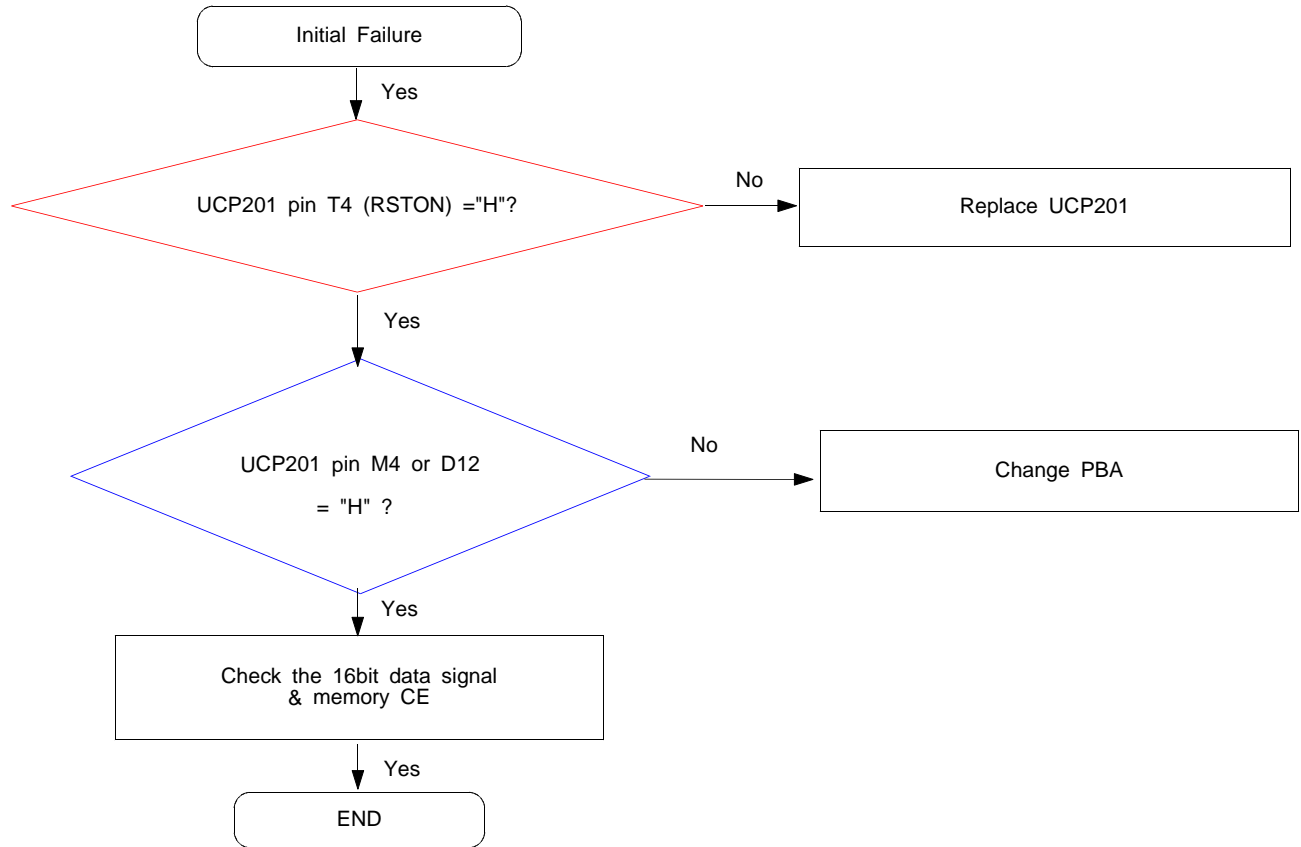 Initial Failure
Yes
UCP201 pin T4 (RSTON) ="H"?
No
Replace UCP201
Yes
UCP201 pin M4 or D12
= "H" ?
No
Change PBA
Yes
Check the 16bit data signal
& memory CE
Yes
END